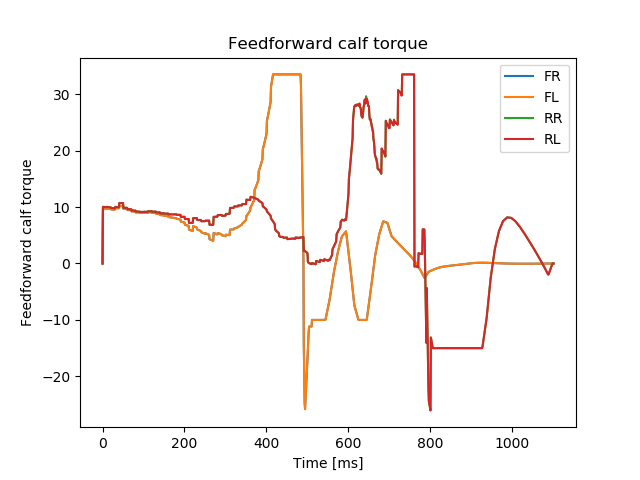 Feedforward calf torque
FR
FL
RR
RL
30
20
10
0
−10
−20
Feedforward calf torque
0
200
400
600
800
1000
Time [ms]